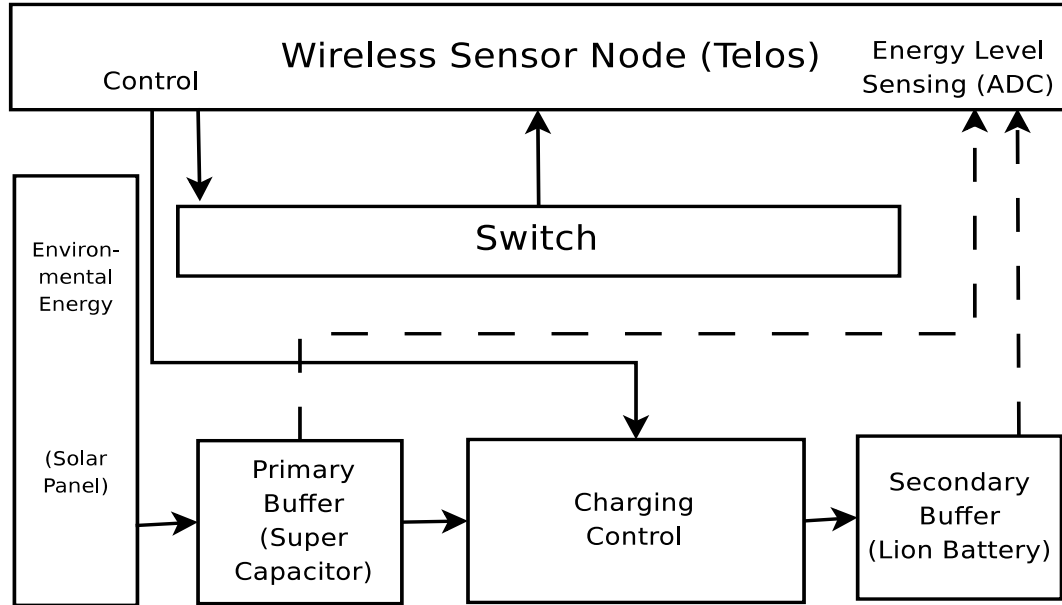 Wireless Sensor Node (Telos)
Control
Energy Level
Sensing (ADC)
Switch
Environ-
mental
Energy
(Solar
Panel)
Primary
Buffer
(Super
Capacitor)
Charging
Control
Secondary
Buffer
(Lion Battery)